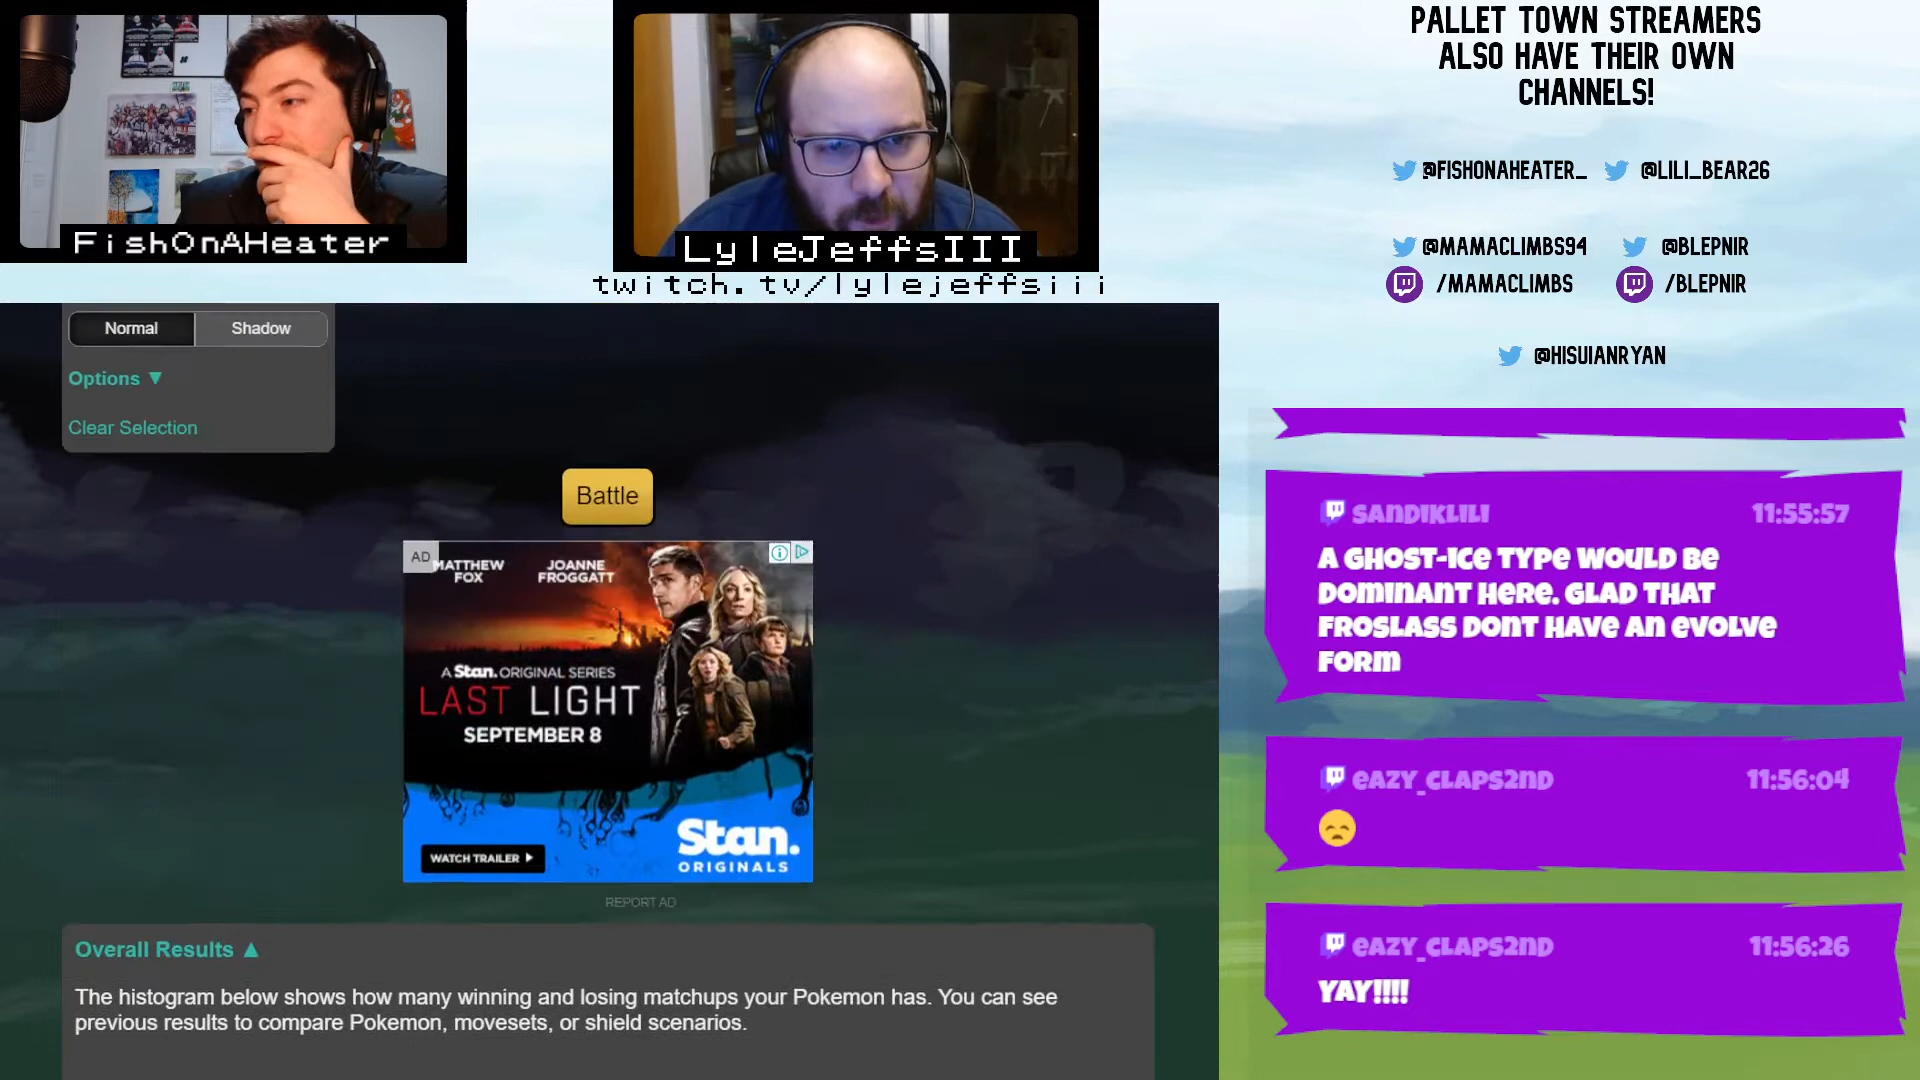 FishOnAHeater
LyleJeffsIII
twitch.tv/lylejeffsiii
PALLET TOWN STREAMERS
ALSO HAVE THEIR OWN
CHANNELS!
@FISHONAHEATER_ @LILI_BEAR26
@MAMACLIMBS94 @BLEPNIR
/MAMACLIMBS /BLEPNIR
@HISUIANRYAN
Normal Shadow
Options ▼
Clear Selection
Battle
AD
MATTHEW FOX
JOANNE FROGGATT
A Stan. ORIGINAL SERIES
LAST LIGHT
SEPTEMBER 8
WATCH TRAILER
Stan.
ORIGINALS
REPORT AD
Overall Results ▲
The histogram below shows how many winning and losing matchups your Pokemon has. You can see
previous results to compare Pokemon, movesets, or shield scenarios.
SANDIKLILI 11:55:57
A GHOST-ICE TYPE WOULD BE
DOMINANT HERE. GLAD THAT
FROSLASS DONT HAVE AN EVOLVE
FORM
EAZY_CLAPS2ND 11:56:04
😞
EAZY_CLAPS2ND 11:56:26
YAY!!!!